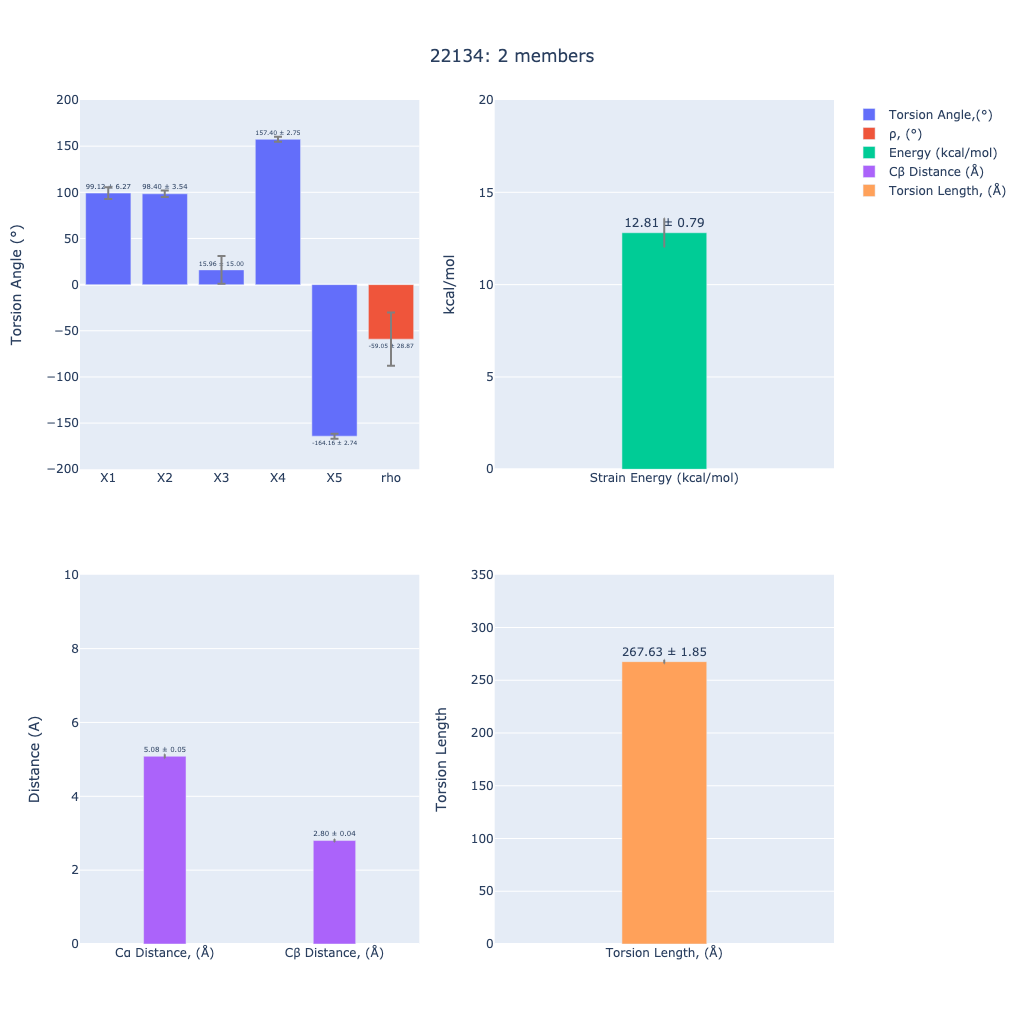 22134: 2 members
Torsion Angle (°)
200
150
100
50
0
−50
−100
−150
−200
99.12 ± 6.27
98.40 ± 3.54
15.96 ± 15.00
157.40 ± 2.75
-164.18 ± 2.74
-59.05 ± 28.87
X1
X2
X3
X4
X5
rho
kcal/mol
20
15
10
5
0
12.81 ± 0.79
Strain Energy (kcal/mol)
Torsion Angle,(°)
ρ, (°)
Energy (kcal/mol)
Cβ Distance (Å)
Torsion Length, (Å)
Distance (A)
10
8
6
4
2
0
5.08 ± 0.05
2.80 ± 0.04
Cα Distance, (Å)
Cβ Distance, (Å)
Torsion Length
350
300
250
200
150
100
50
0
267.63 ± 1.85
Torsion Length, (Å)